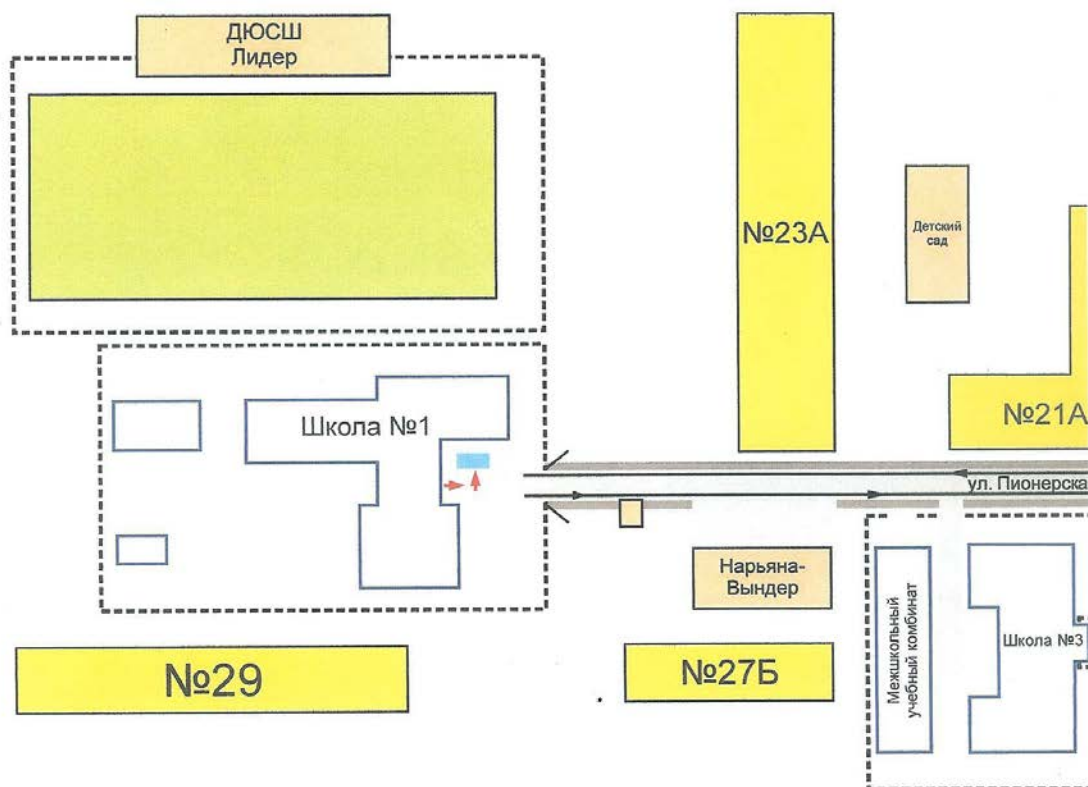 ДЮСШ
Лидер
№23А
Детский
сад
Школа №1
№21А
ул. Пионерска
Нарьяна-
Вындер
Межшкольный
учебный комбинат
Школа №3
№29
№27Б